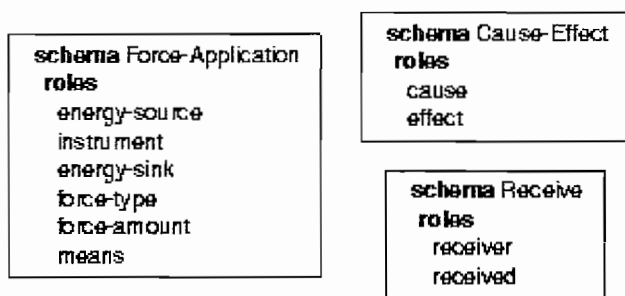 schema Force-Application
roles
energy-source
instrument
energy-sink
force-type
force-amount
means
schema Cause-Effect
roles
cause
effect
schema Receive
roles
receiver
received